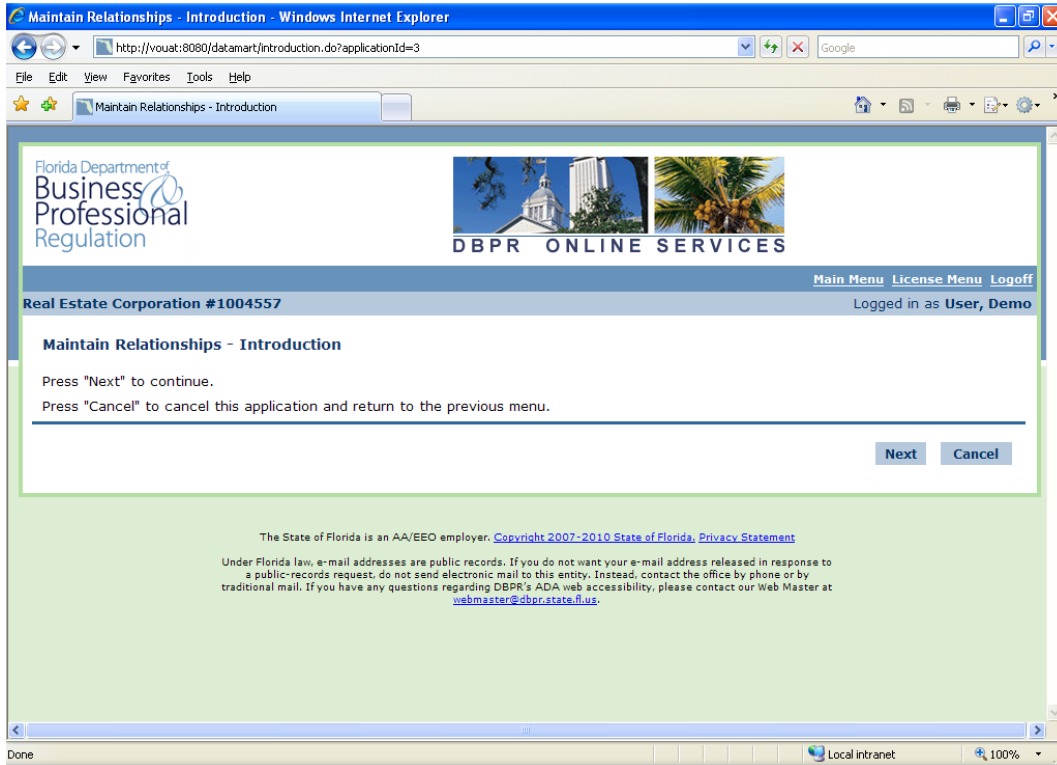 Maintain Relationships - Introduction - Windows Internet Explorer
http://vouat:8080/datamart/introduction.do?applicationId=3
Google
File Edit View Favorites Tools Help
Maintain Relationships - Introduction
Florida Department of
Business &
Professional
Regulation
DBPR ONLINE SERVICES
Main Menu License Menu Logoff
Real Estate Corporation #1004557
Logged in as User, Demo
Maintain Relationships - Introduction
Press "Next" to continue.
Press "Cancel" to cancel this application and return to the previous menu.
Next Cancel
The State of Florida is an AA/EEO employer. Copyright 2007-2010 State of Florida. Privacy Statement
Under Florida law, e-mail addresses are public records. If you do not want your e-mail address released in response to
a public-records request, do not send electronic mail to this entity. Instead, contact the office by phone or by
traditional mail. If you have any questions regarding DBPR's ADA web accessibility, please contact our Web Master at
webmaster@dbpr.state.fl.us.
Done
Local intranet
100%